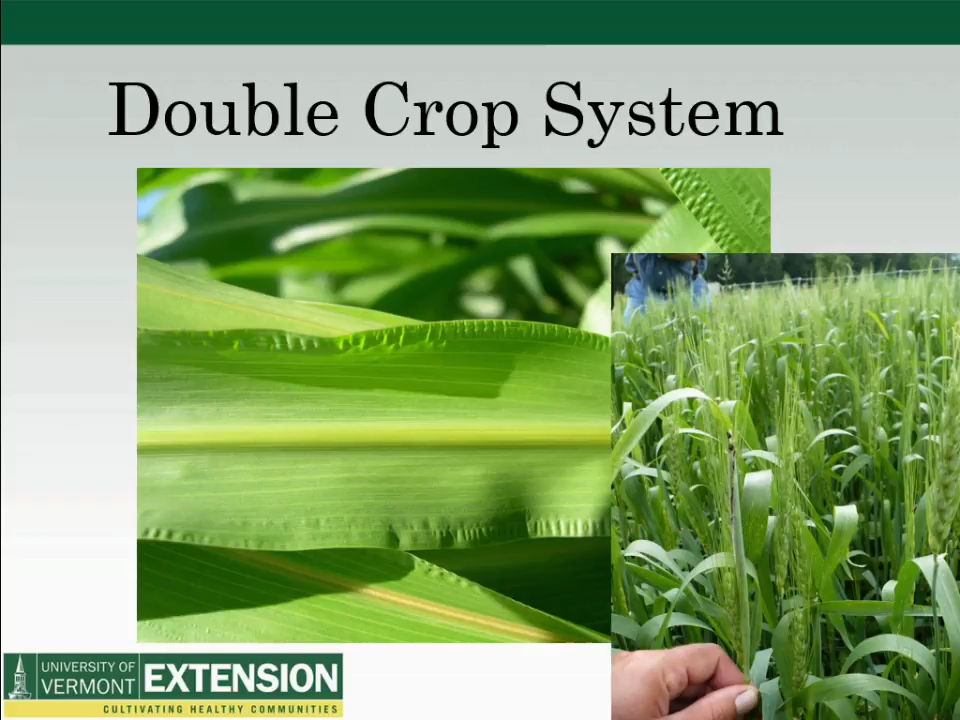 Double Crop System
UNIVERSITY OF
VERMONT
EXTENSION
CULTIVATING HEALTHY COMMUNITIES